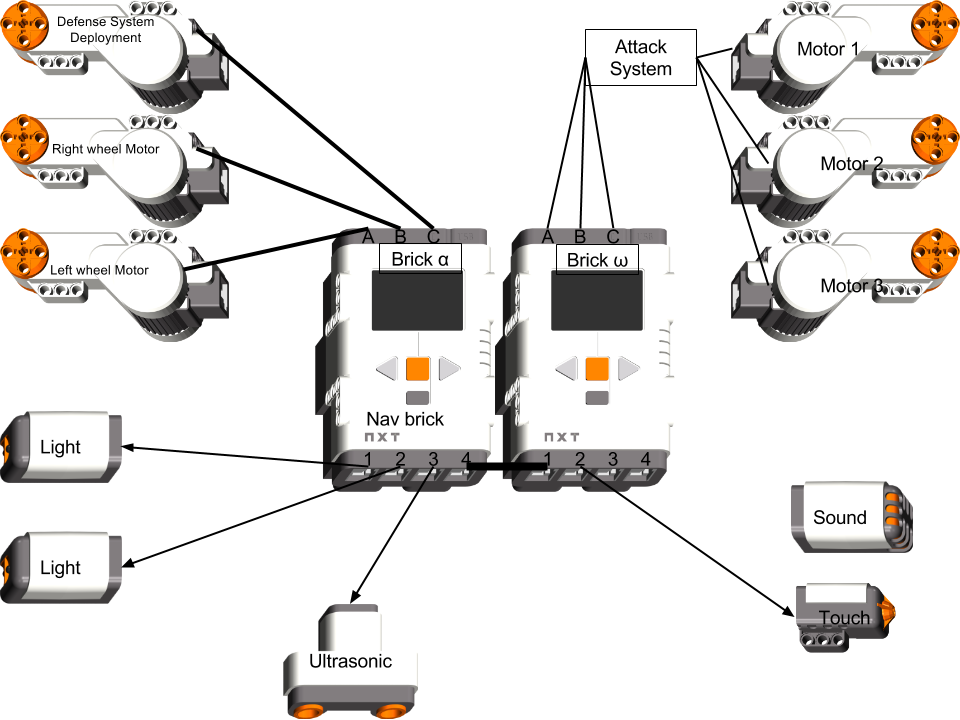 Defense System
Deployment
Attack
System
Motor 1
Right wheel Motor
Motor 2
A B C
A B C
Brick α
Brick ω
Left wheel Motor
Motor 3
Nav brick
NXT
NXT
Light
1 2 3 4
1 2 3 4
Sound
Light
Touch
Ultrasonic